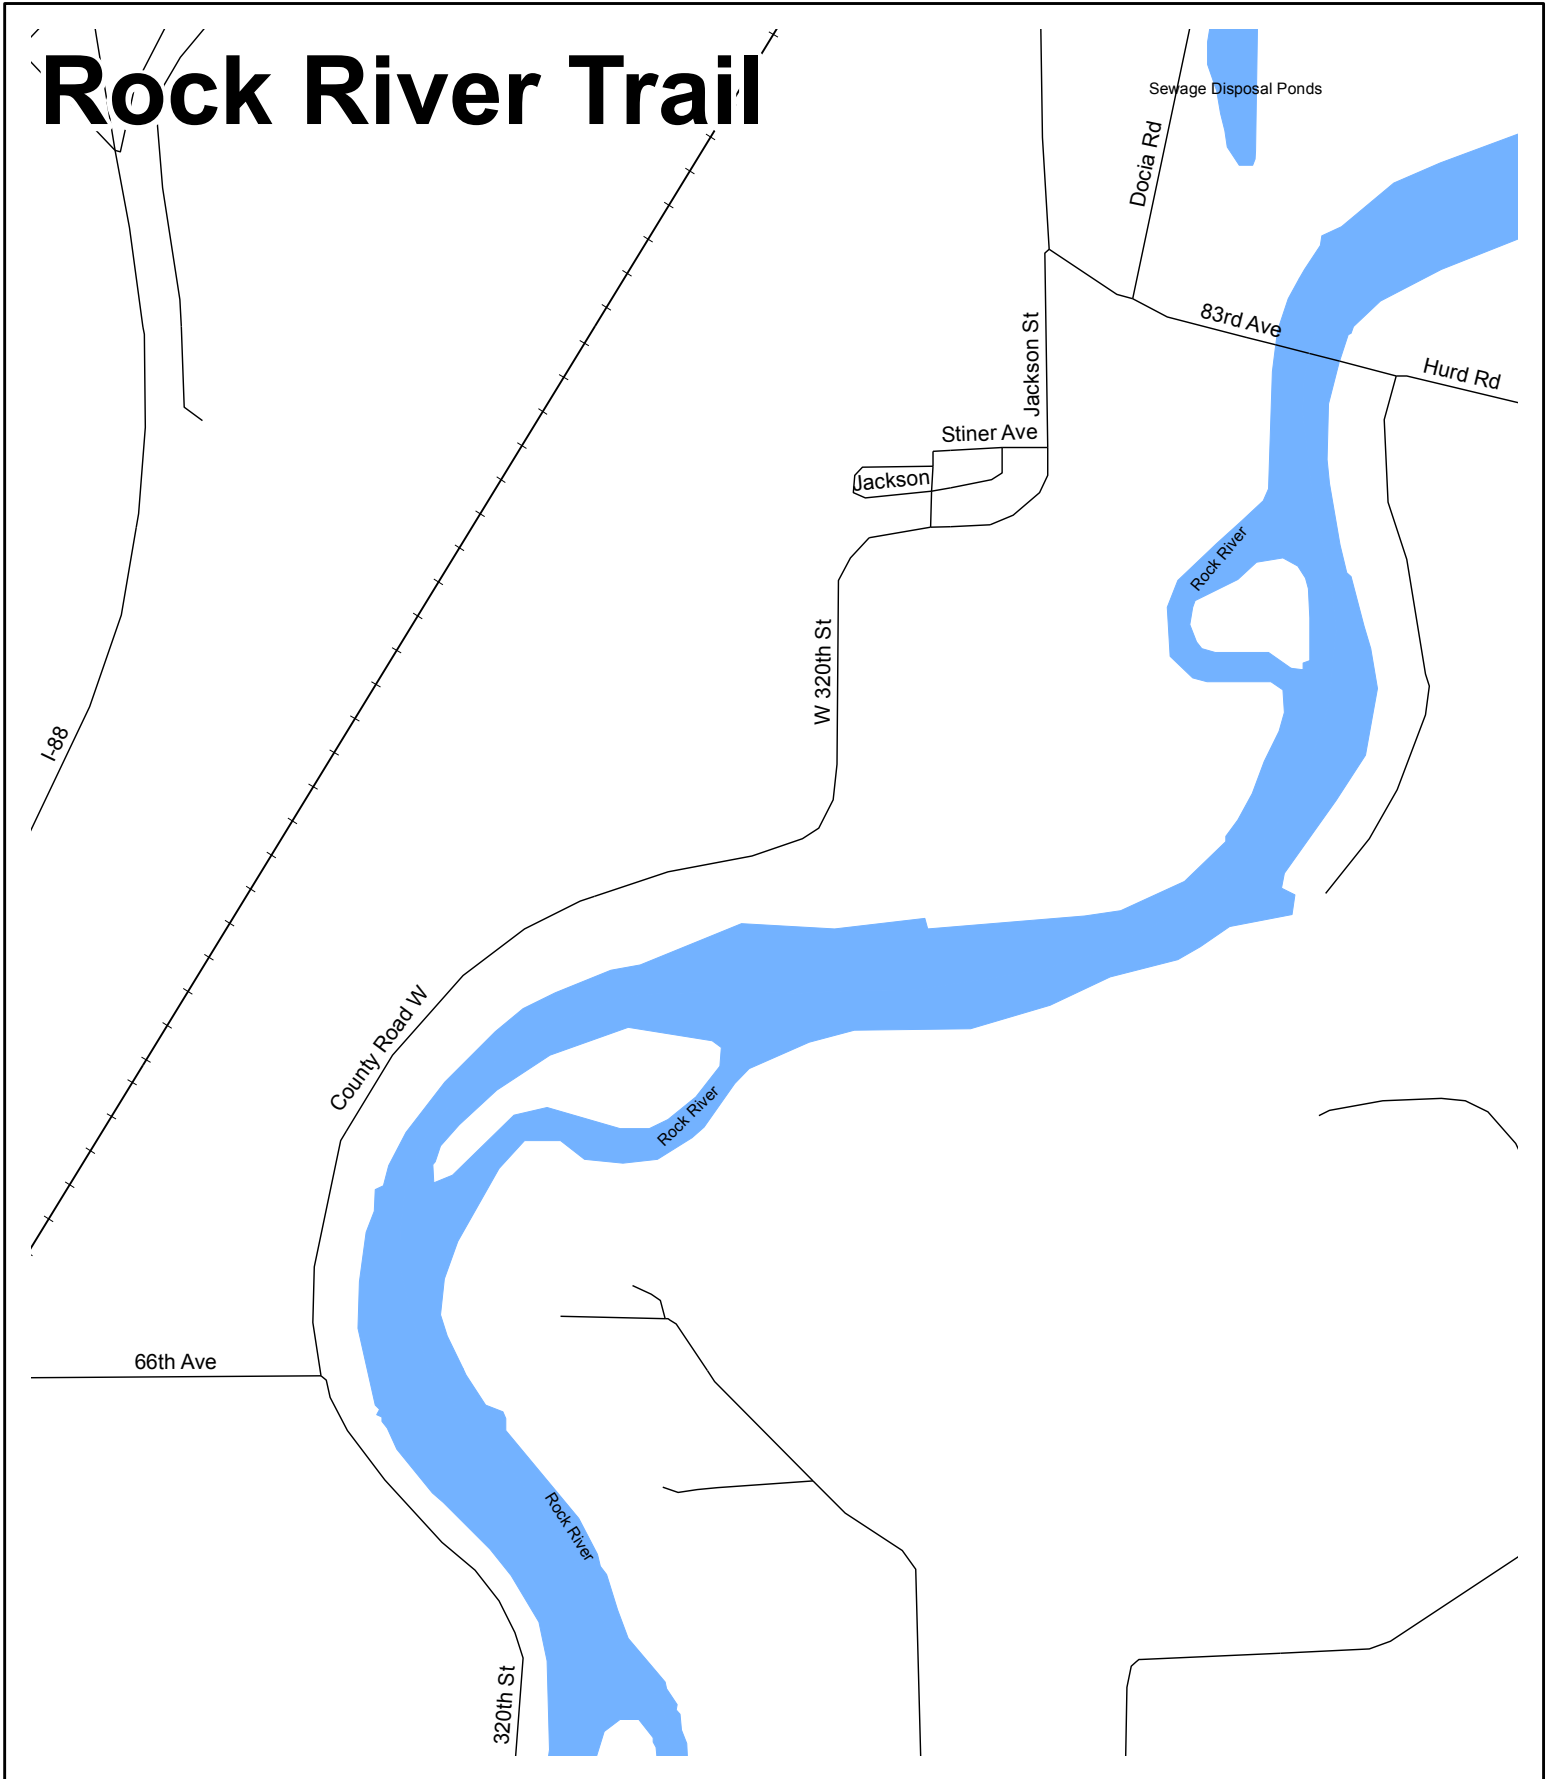 Rock River Trail
Sewage Disposal Ponds
Docia Rd
83rd Ave
Hurd Rd
Jackson St
Stiner Ave
Jackson
Rock River
W 320th St
I-88
County Road W
Rock River
66th Ave
Rock River
320th St